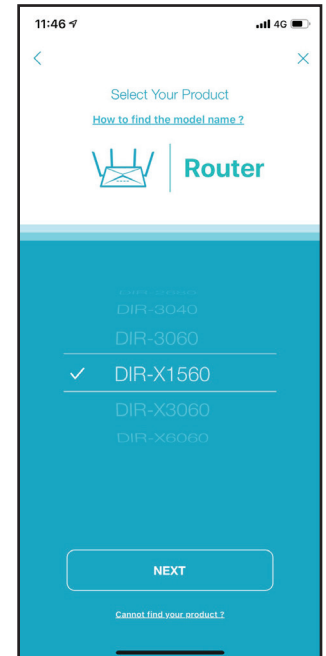 11:46
4G
Select Your Product
How to find the model name ?
Router
DIR-3040
DIR-3060
DIR-X1560
DIR-X3060
DIR-X6060
NEXT
Cannot find your product ?